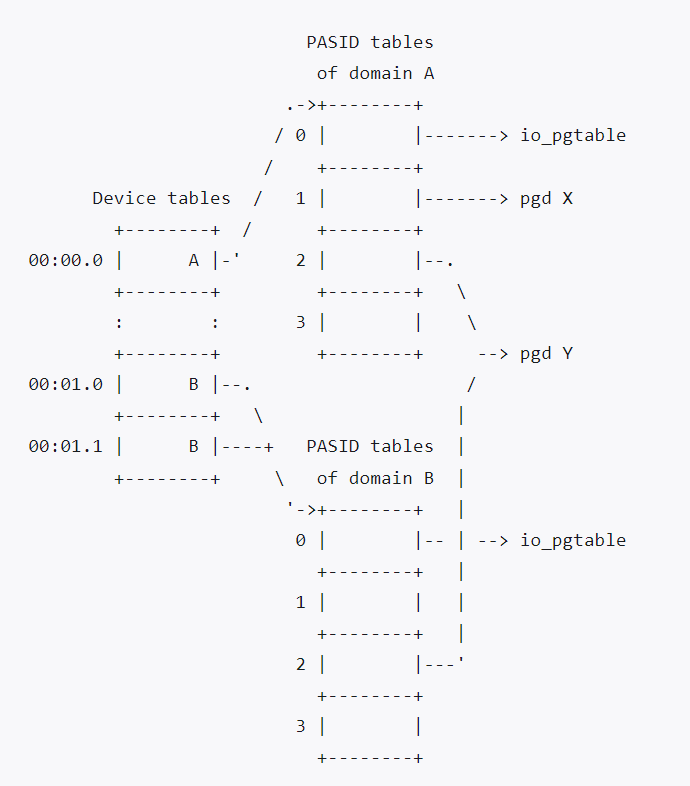 PASID tables
                           of domain A
                        .->+--------+
                       / 0 |        |-------> io_pgtable
                      /    +--------+
      Device tables  /   1 |        |-------> pgd X
        +--------+  /      +--------+
00:00.0 |      A |-'     2 |        |--.
        +--------+         +--------+   \
        :        :       3 |        |    \
        +--------+         +--------+     --> pgd Y
00:01.0 |      B |--.                    /
        +--------+   \                  |
00:01.1 |      B |----+   PASID tables  |
        +--------+     \   of domain B  |
                        '->+--------+   |
                         0 |        |-- | --> io_pgtable
                           +--------+   |
                         1 |        |   |
                           +--------+   |
                         2 |        |---'
                           +--------+
                         3 |        |
                           +--------+